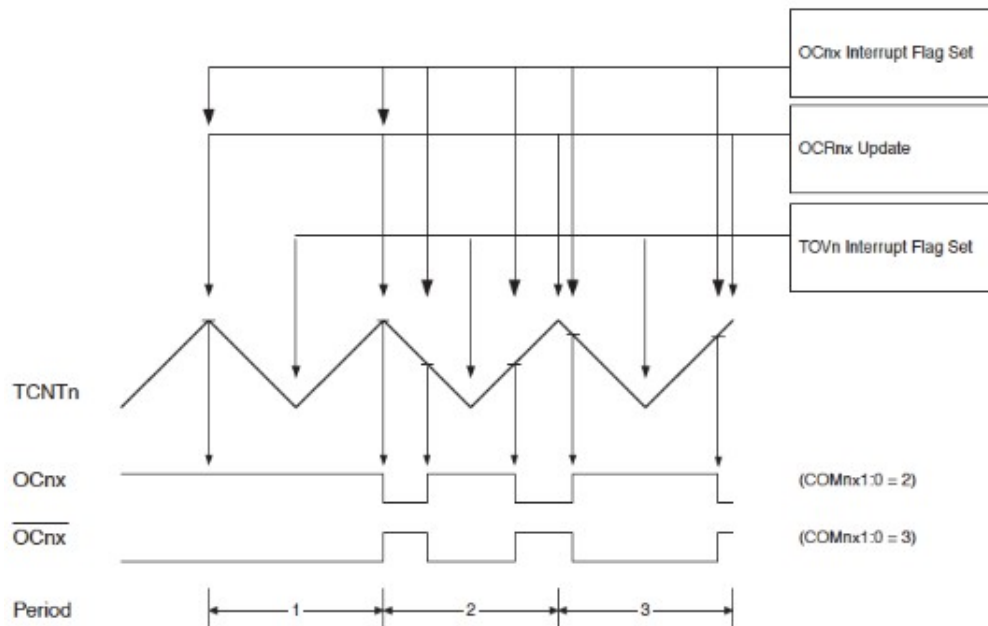 OCnx Interrupt Flag Set
OCRnx Update
TOVn Interrupt Flag Set
TCNTn
OCnx (COMnx1:0 = 2)
OCnx (COMnx1:0 = 3)
Period 1 2 3